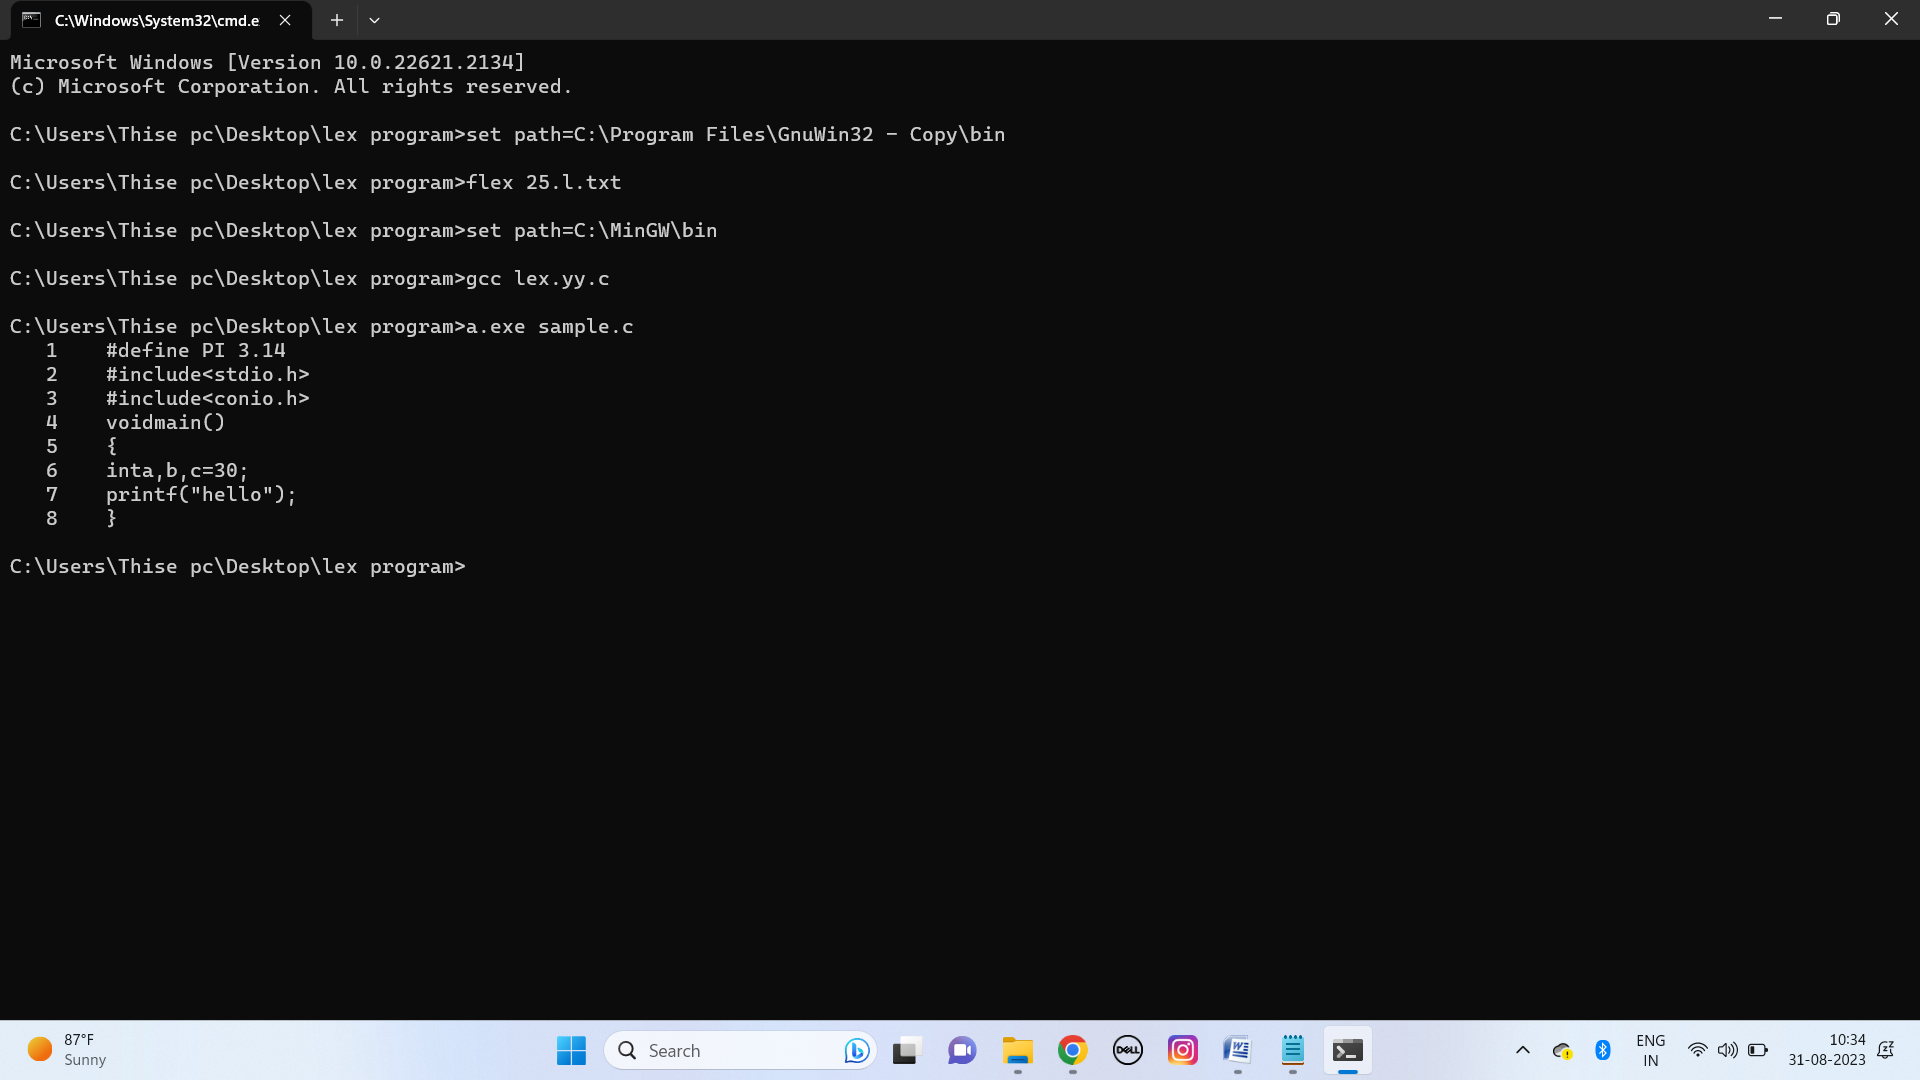 C:\Windows\System32\cmd.e
Microsoft Windows [Version 10.0.22621.2134]
(c) Microsoft Corporation. All rights reserved.
C:\Users\Thise pc\Desktop\lex program>set path=C:\Program Files\GnuWin32 - Copy\bin
C:\Users\Thise pc\Desktop\lex program>flex 25.l.txt
C:\Users\Thise pc\Desktop\lex program>set path=C:\MinGW\bin
C:\Users\Thise pc\Desktop\lex program>gcc lex.yy.c
C:\Users\Thise pc\Desktop\lex program>a.exe sample.c
   1    #define PI 3.14
   2    #include<stdio.h>
   3    #include<conio.h>
   4    voidmain()
   5    {
   6    inta,b,c=30;
   7    printf("hello");
   8    }
C:\Users\Thise pc\Desktop\lex program>
87°F
Sunny
Search
DELL
ENG
IN
10:34
31-08-2023